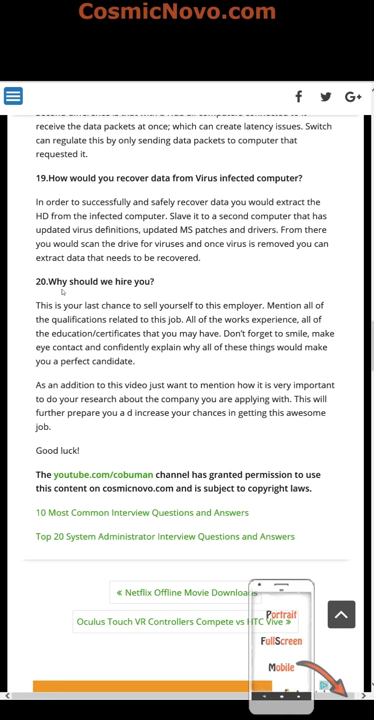 CosmicNovo.com
receive the data packets at once; which can create latency issues. Switch
can regulate this by only sending data packets to computer that
requested it.
19.How would you recover data from Virus infected computer?
In order to successfully and safely recover data you would extract the
HD from the infected computer. Slave it to a second computer that has
updated virus definitions, updated MS patches and drivers. From there
you would scan the drive for viruses and once virus is removed you can
extract data that needs to be recovered.
20.Why should we hire you?
This is your last chance to sell yourself to this employer. Mention all of
the qualifications related to this job. All of the works experience, all of
the education/certificates that you may have. Don't forget to smile, make
eye contact and confidently explain why all of these things would make
you a perfect candidate.
As an addition to this video just want to mention how it is very important
to do your research about the company you are applying with. This will
further prepare you a d increase your chances in getting this awesome
job.
Good luck!
The youtube.com/cobuman channel has granted permission to use
this content on cosmicnovo.com and is subject to copyright laws.
10 Most Common Interview Questions and Answers
Top 20 System Administrator Interview Questions and Answers
« Netflix Offline Movie Downloads
Oculus Touch VR Controllers Compete vs HTC Vive »
Portrait
FullScreen
Mobile